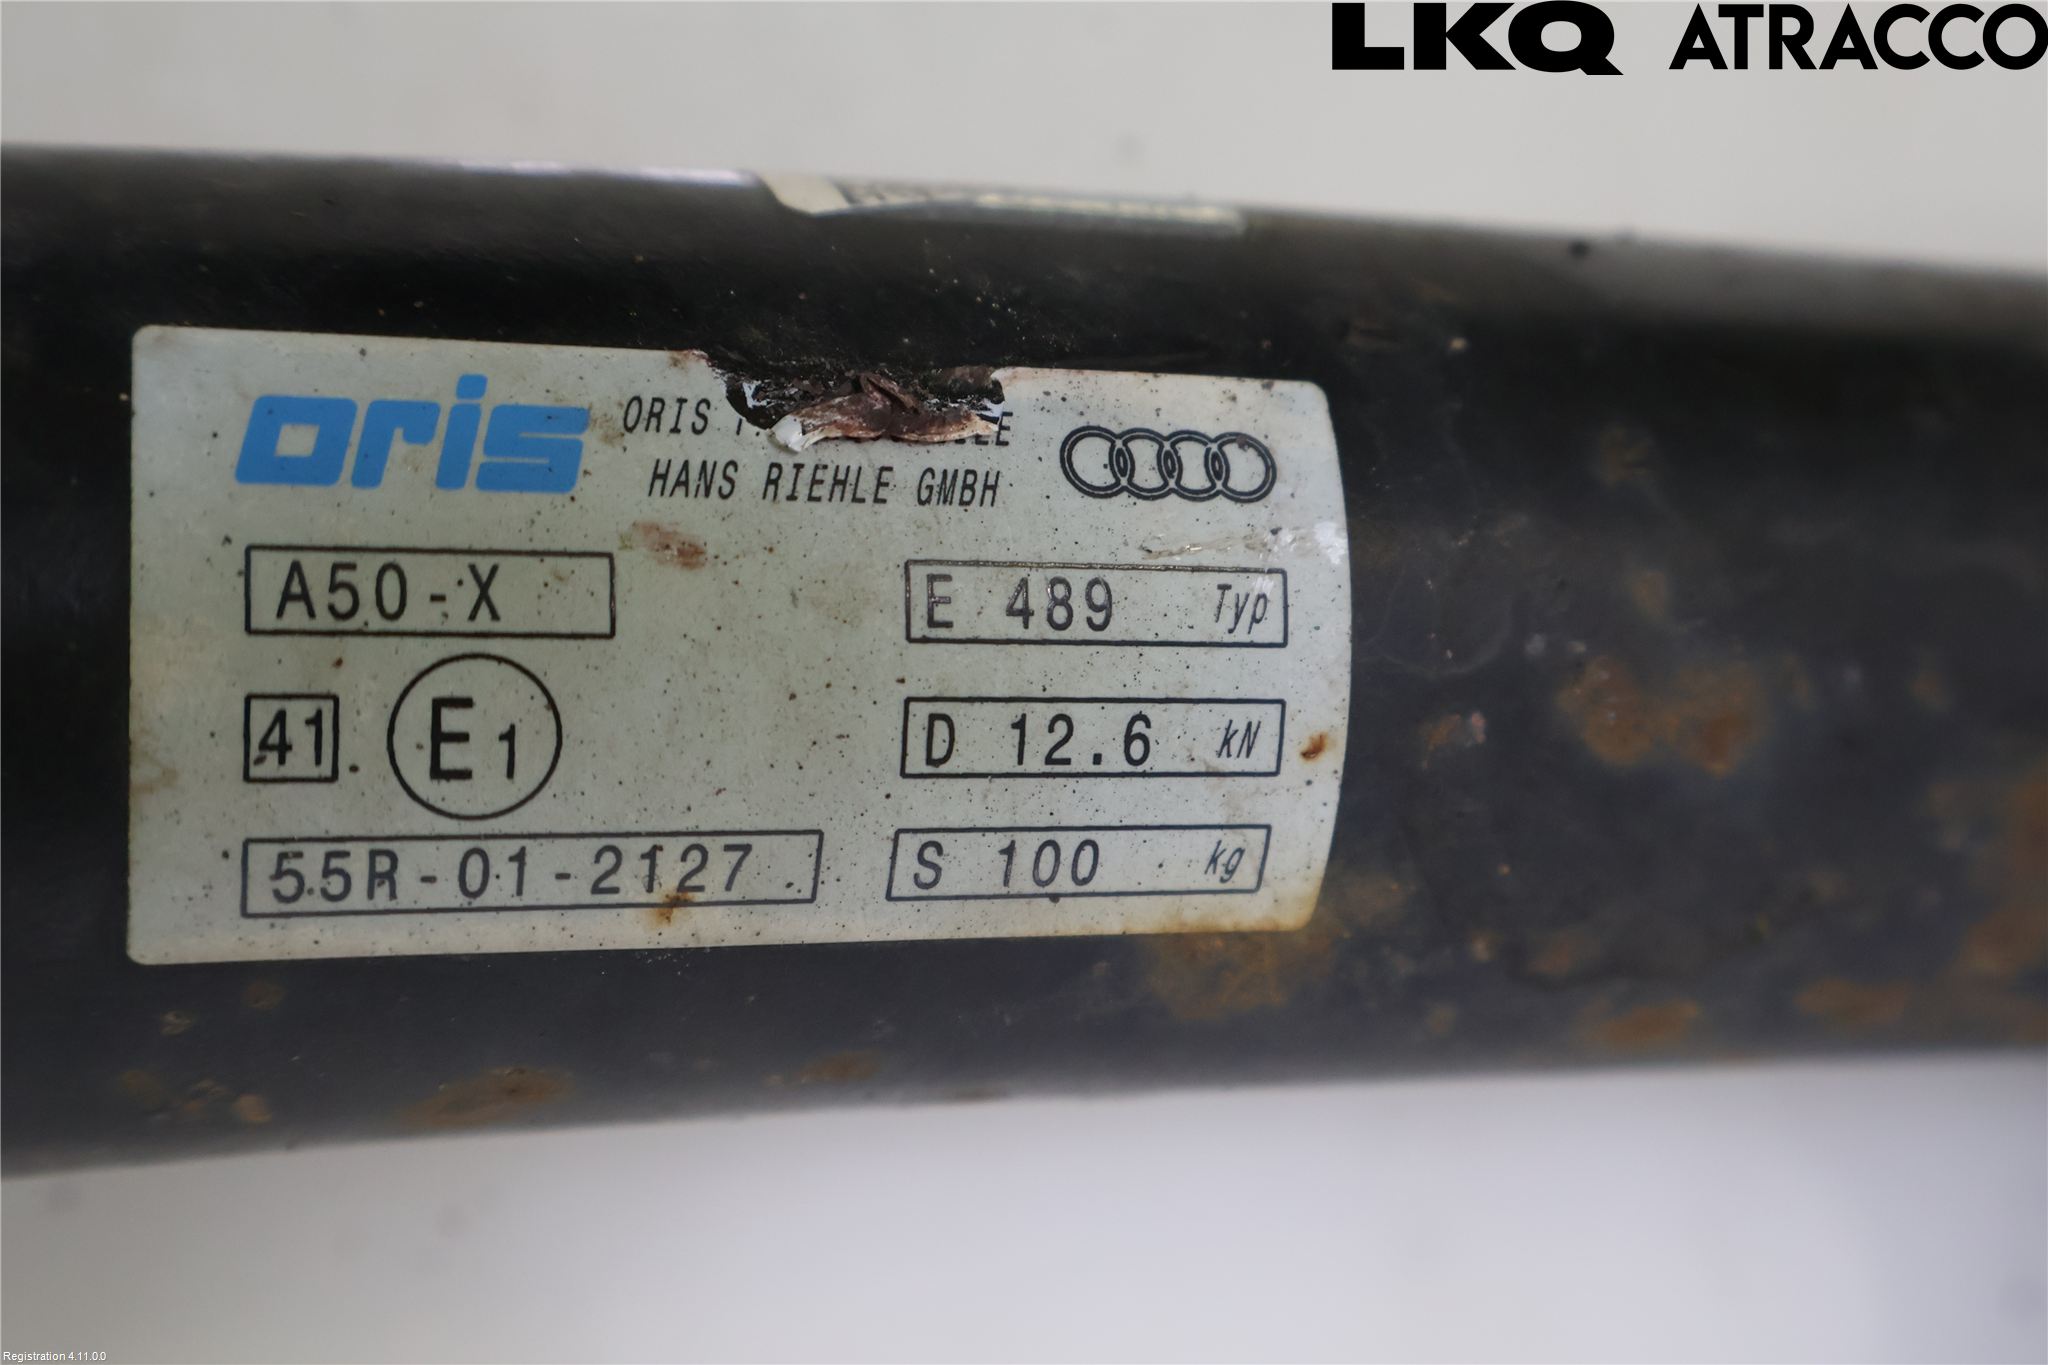 LKQ ATRACCO
oris
ORIS
HANS RIEHLE GMBH
A50-X
E 489 Typ
41 E1
D 12.6 kN
55R-01-2127
S 100 kg
Registration 4.11.0.0